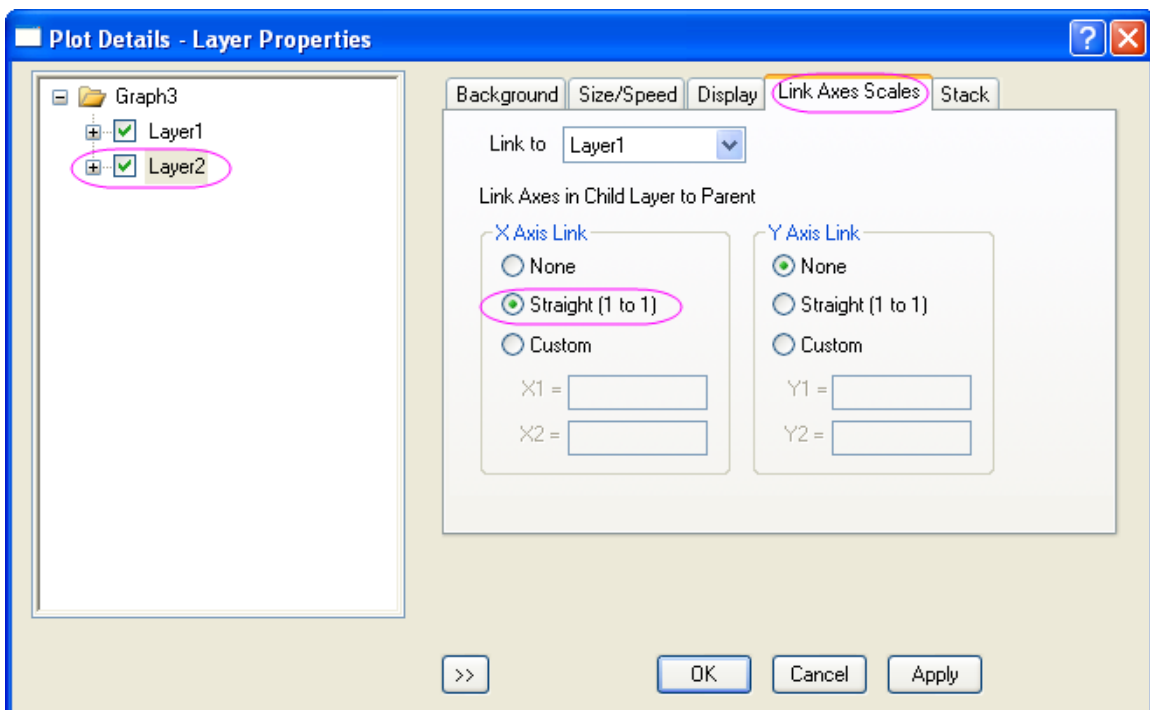 Plot Details - Layer Properties
Graph3
Layer1
Layer2
Background Size/Speed Display Link Axes Scales Stack
Link to Layer1
Link Axes in Child Layer to Parent
X Axis Link
None
Straight (1 to 1)
Custom
X1 =
X2 =
Y Axis Link
None
Straight (1 to 1)
Custom
Y1 =
Y2 =
>> OK Cancel Apply